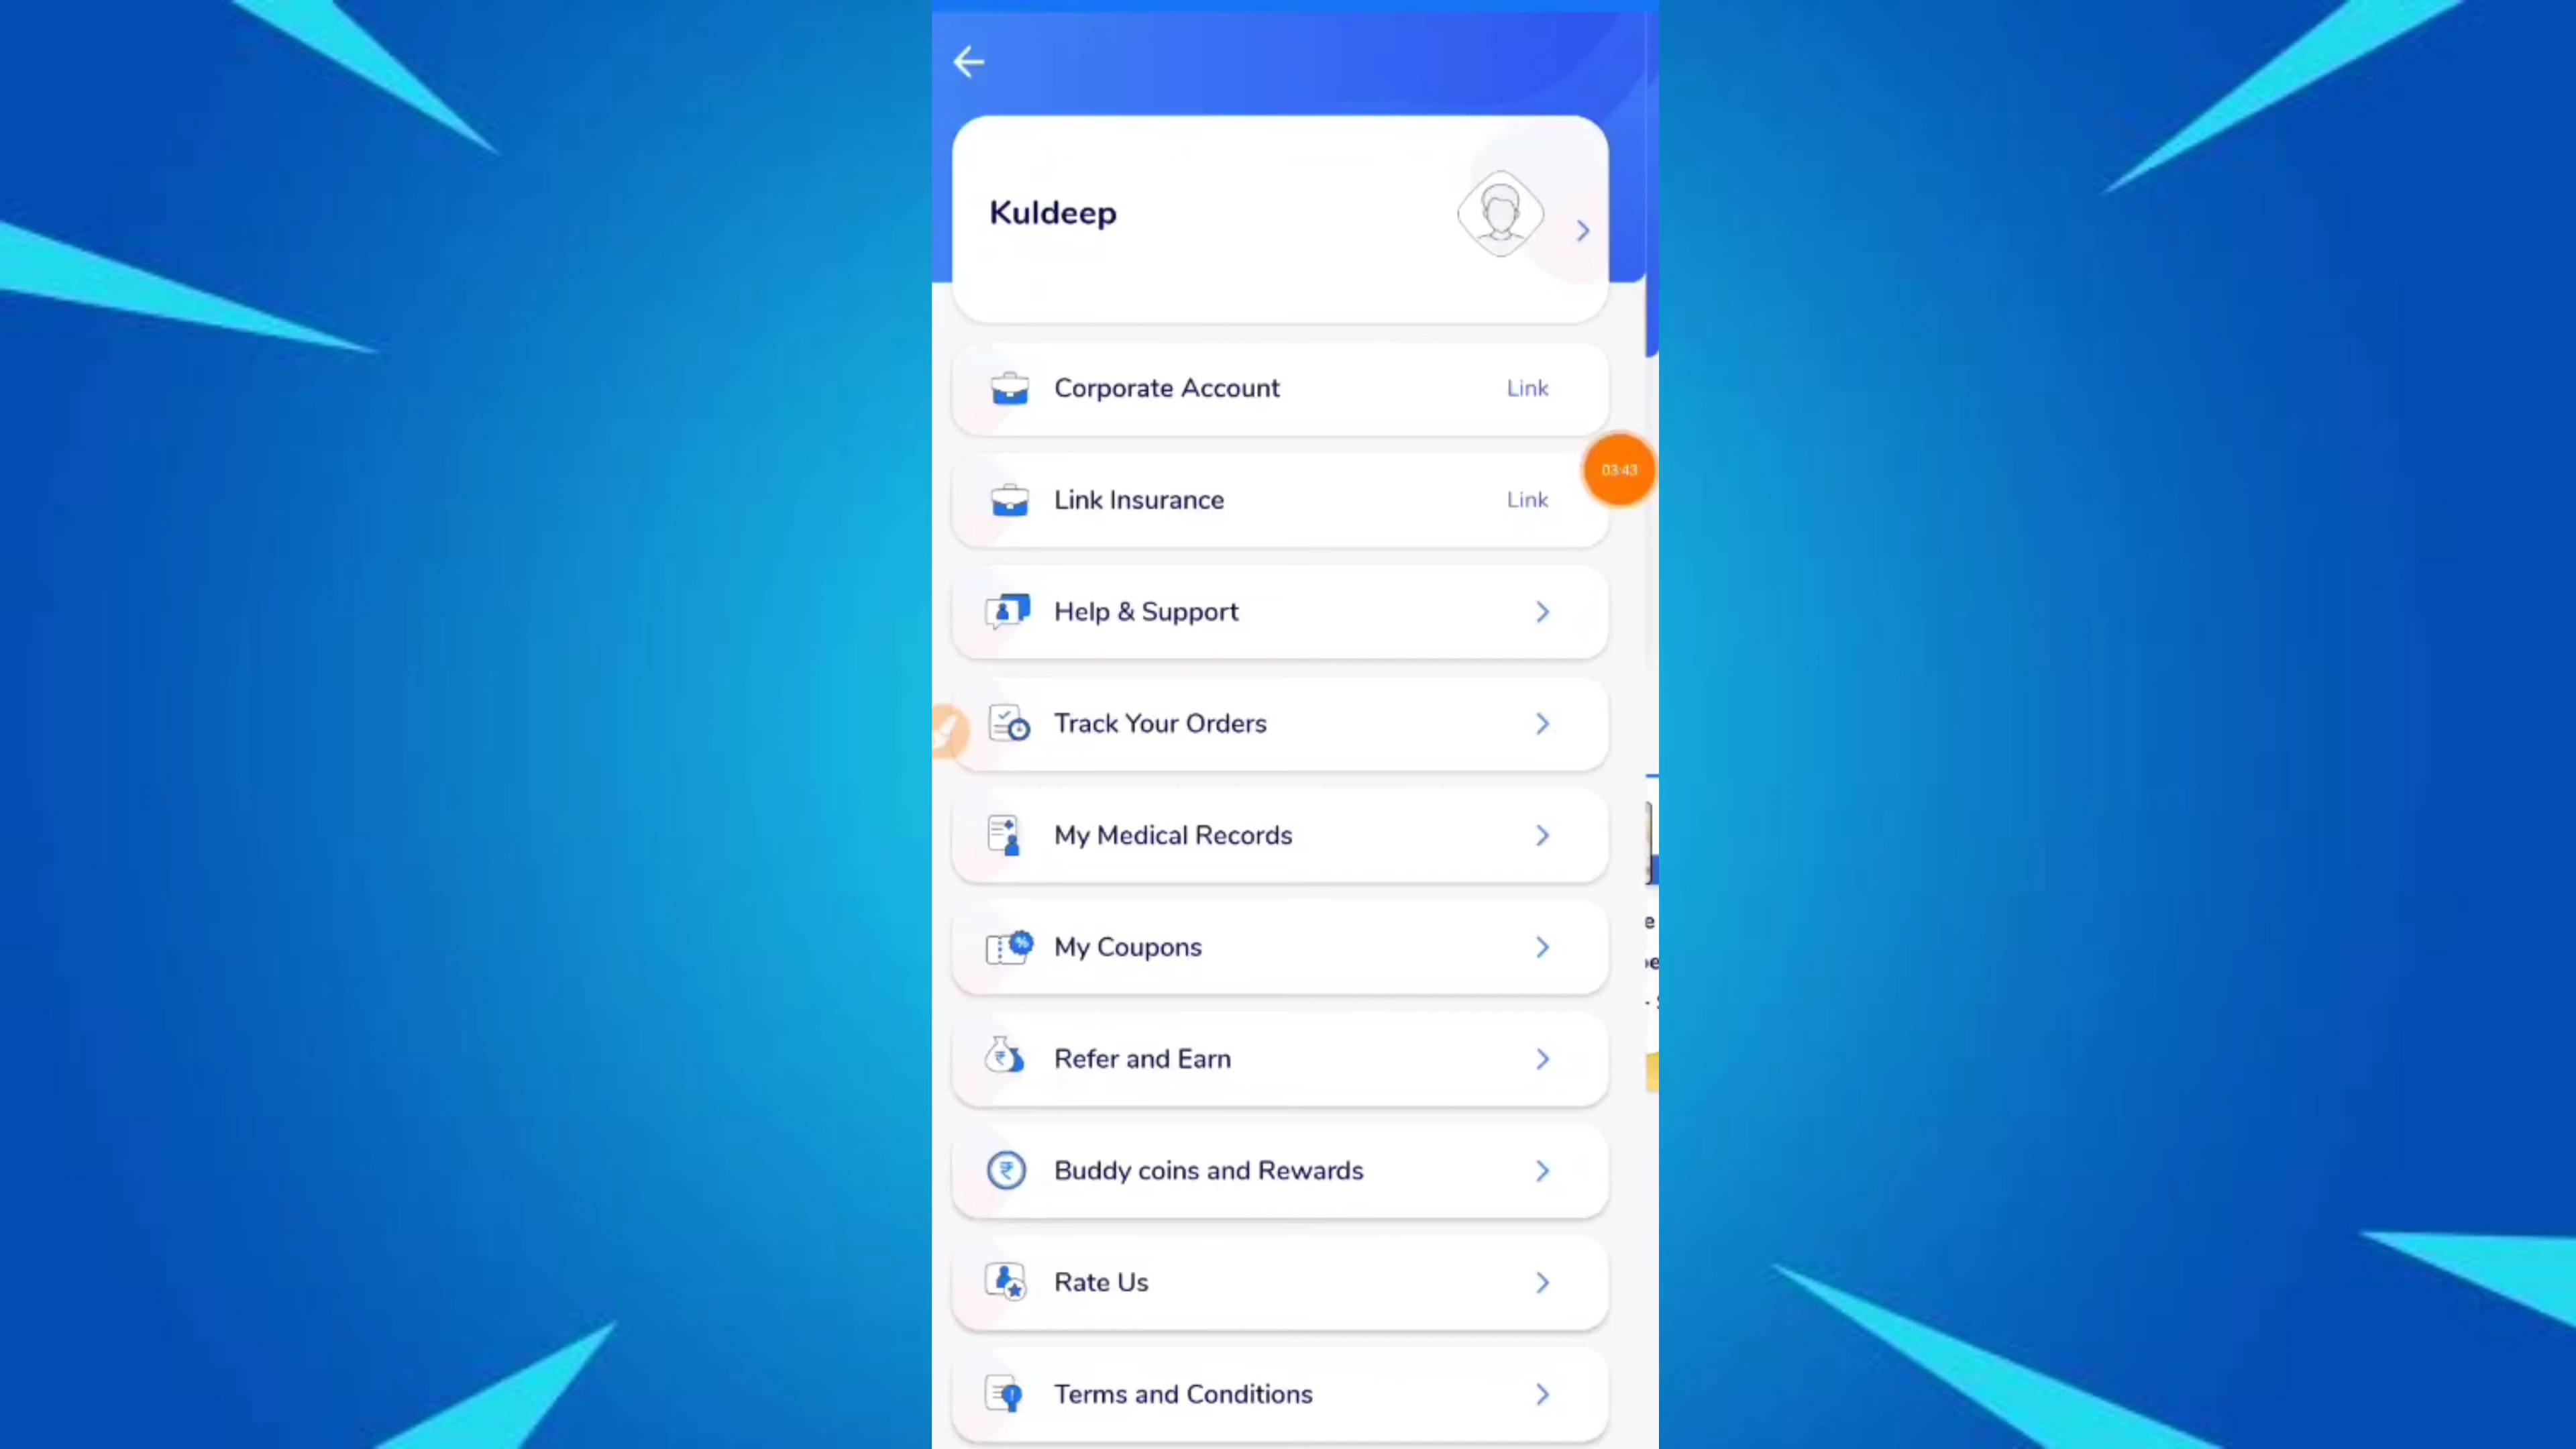 Kuldeep
Corporate Account Link
03:43
Link Insurance Link
Help & Support
Track Your Orders
My Medical Records
My Coupons
Refer and Earn
Buddy coins and Rewards
Rate Us
Terms and Conditions